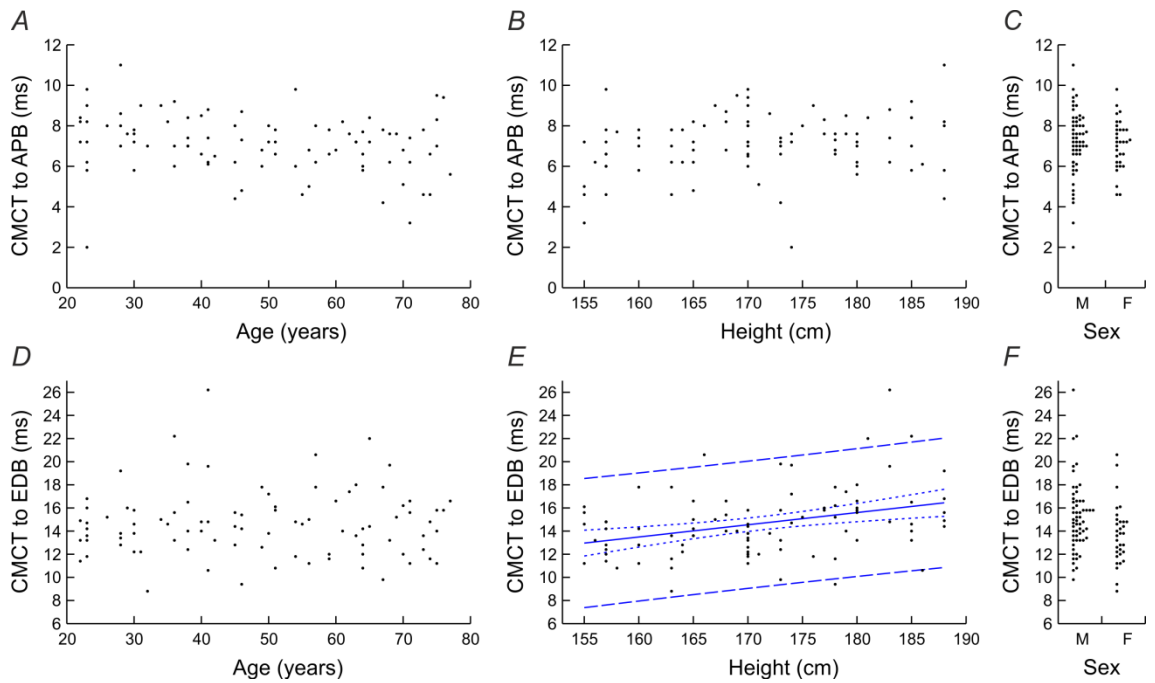 A
CMCT to APB (ms)
12
10
8
6
4
2
0
20 30 40 50 60 70 80
Age (years)
B
CMCT to APB (ms)
12
10
8
6
4
2
0
155 160 165 170 175 180 185 190
Height (cm)
C
CMCT to APB (ms)
12
10
8
6
4
2
0
M F
Sex
D
CMCT to EDB (ms)
26
24
22
20
18
16
14
12
10
8
6
20 30 40 50 60 70 80
Age (years)
E
CMCT to EDB (ms)
26
24
22
20
18
16
14
12
10
8
6
155 160 165 170 175 180 185 190
Height (cm)
F
CMCT to EDB (ms)
26
24
22
20
18
16
14
12
10
8
6
M F
Sex